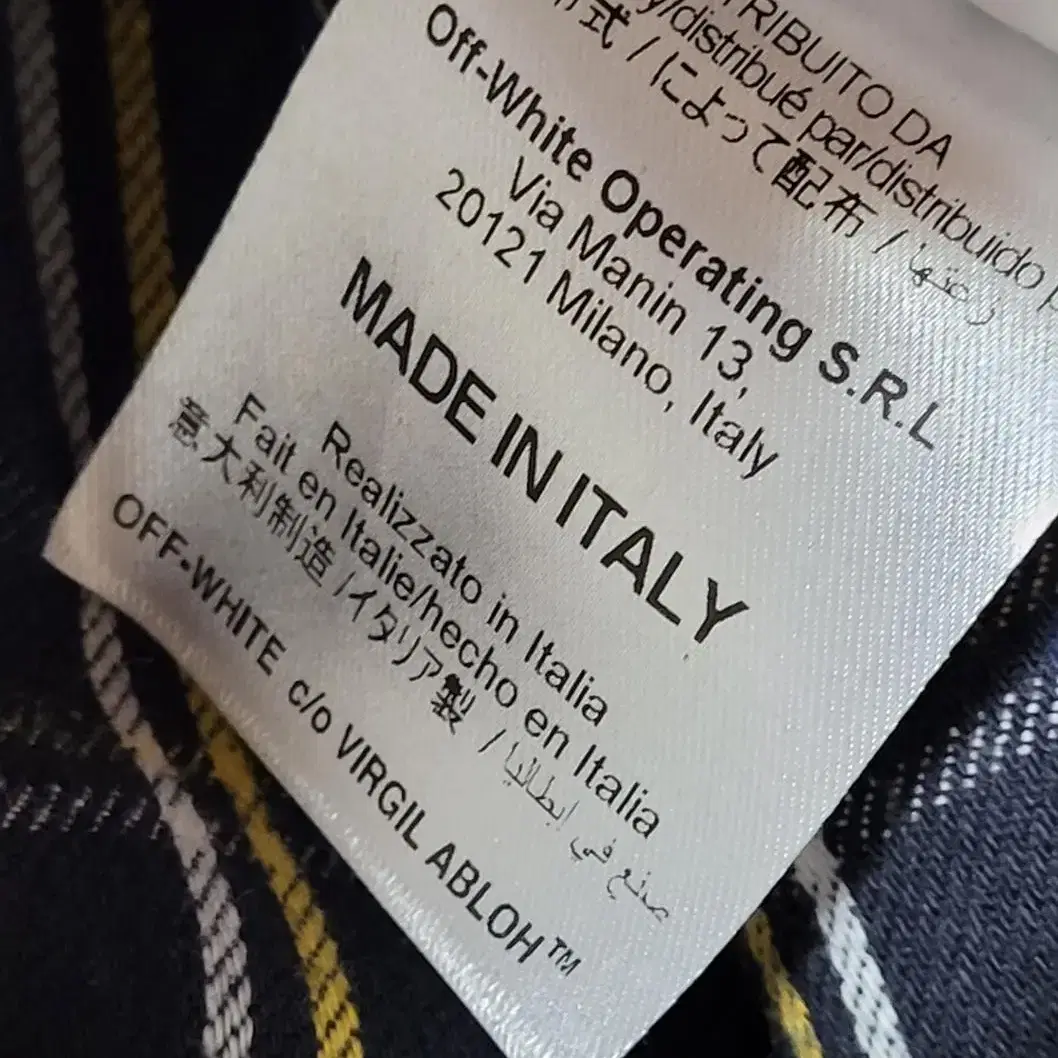 TRIBUITO DA
y/distribué par/distribuido
式 / によって配布 /
Off-White Operating S.R.L
Via Manin 13,
20121 Milano, Italy
MADE IN ITALY
Realizzato in Italia
Fait en Italie/hecho en Italia
意大利制造 /イタリア製 / صنع في إيطاليا
OFF-WHITE c/o VIRGIL ABLOH™